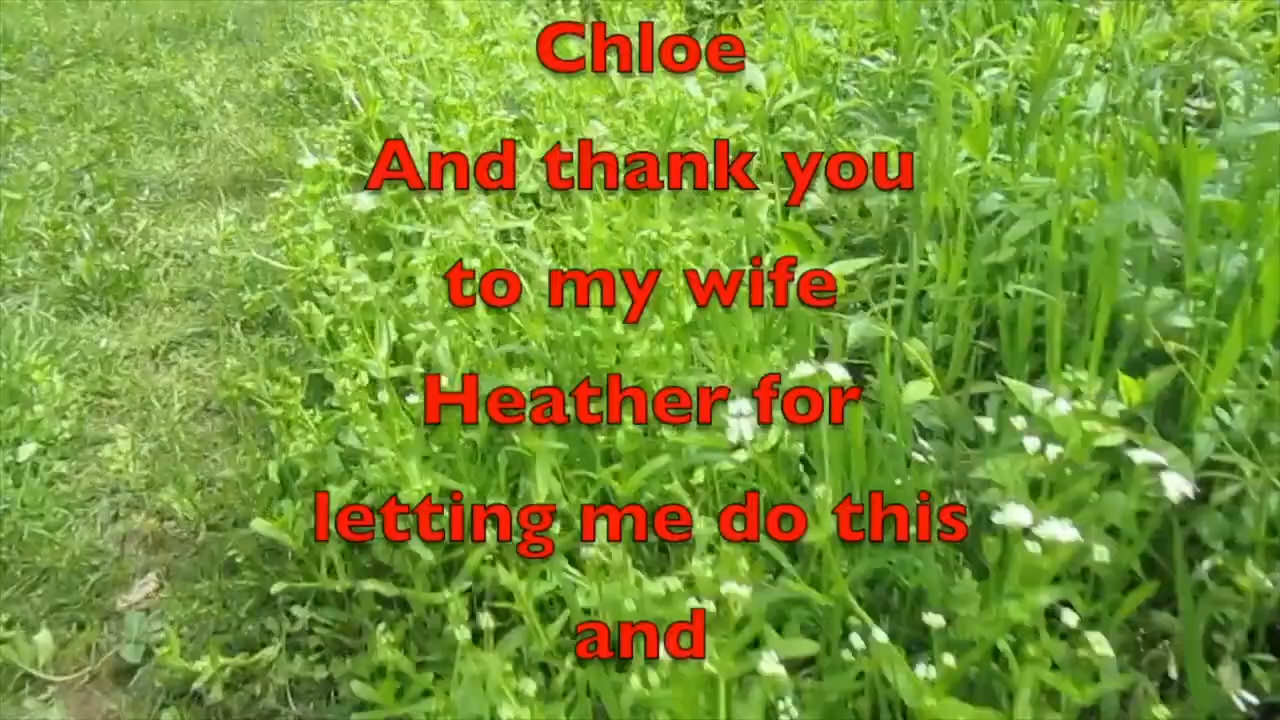 Chloe
And thank you
to my wife
Heather for
letting me do this
and